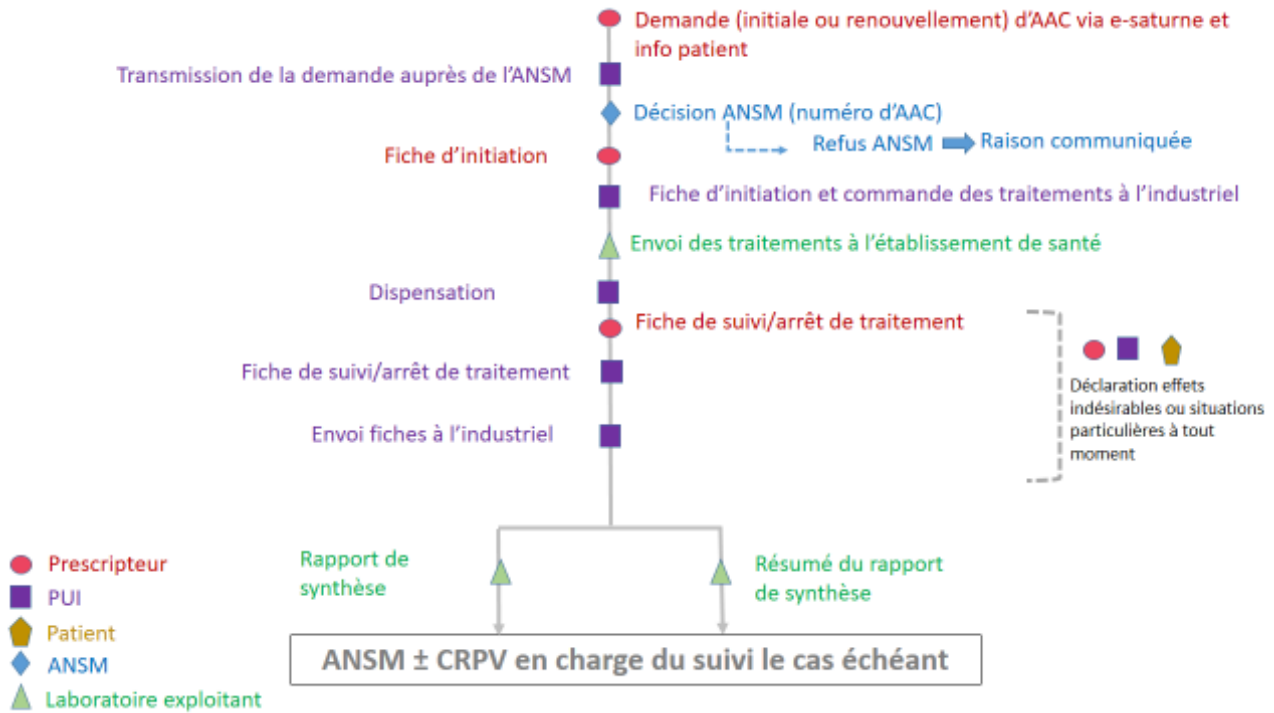 Demande (initiale ou renouvellement) d’AAC via e-saturne et
info patient
Transmission de la demande auprès de l’ANSM
Décision ANSM (numéro d’AAC)
Refus ANSM
Raison communiquée
Fiche d’initiation
Fiche d’initiation et commande des traitements à l’industriel
Envoi des traitements à l’établissement de santé
Dispensation
Fiche de suivi/arrêt de traitement
Fiche de suivi/arrêt de traitement
Envoi fiches à l’industriel
Déclaration effets
indésirables ou situations
particulières à tout
moment
Rapport de
synthèse
Résumé du rapport
de synthèse
ANSM ± CRPV en charge du suivi le cas échéant
Prescripteur
PUI
Patient
ANSM
Laboratoire exploitant